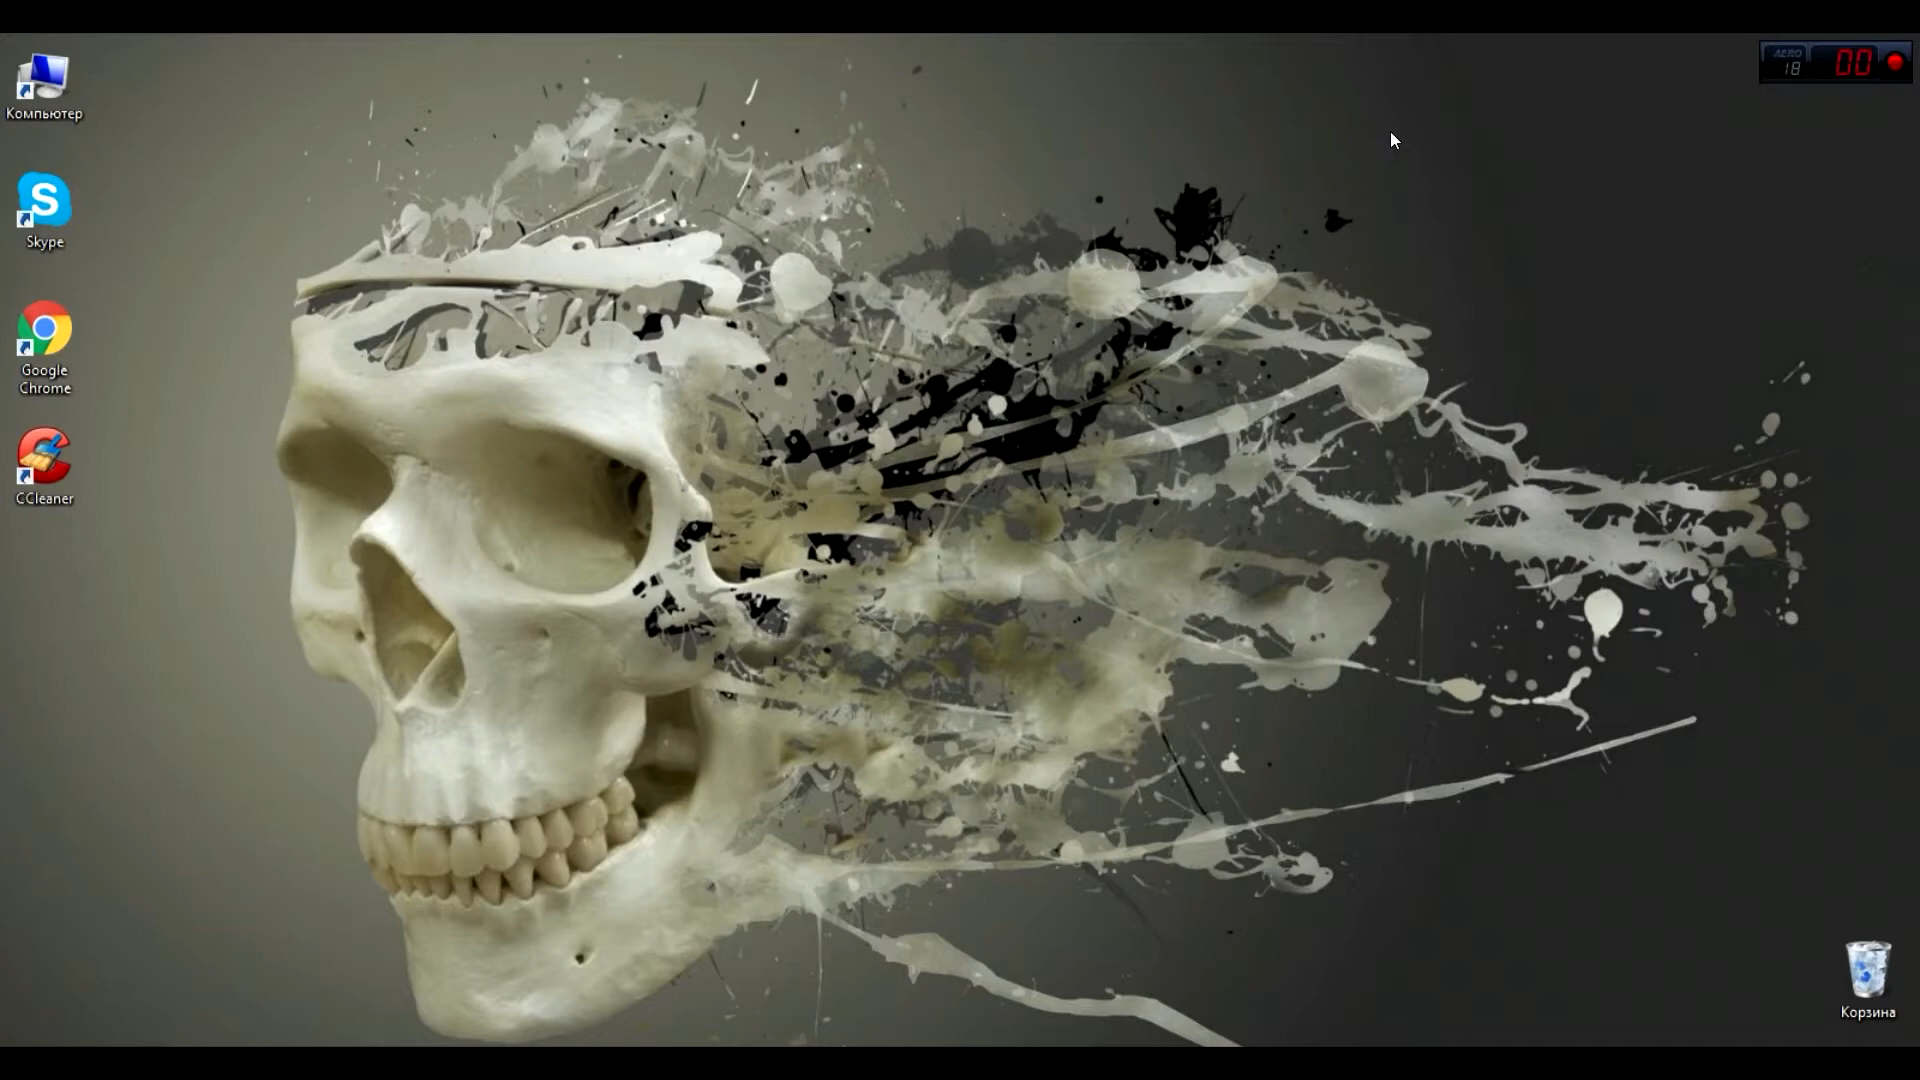 Компьютер
AERO
18
00
Skype
Google
Chrome
CCleaner
Корзина